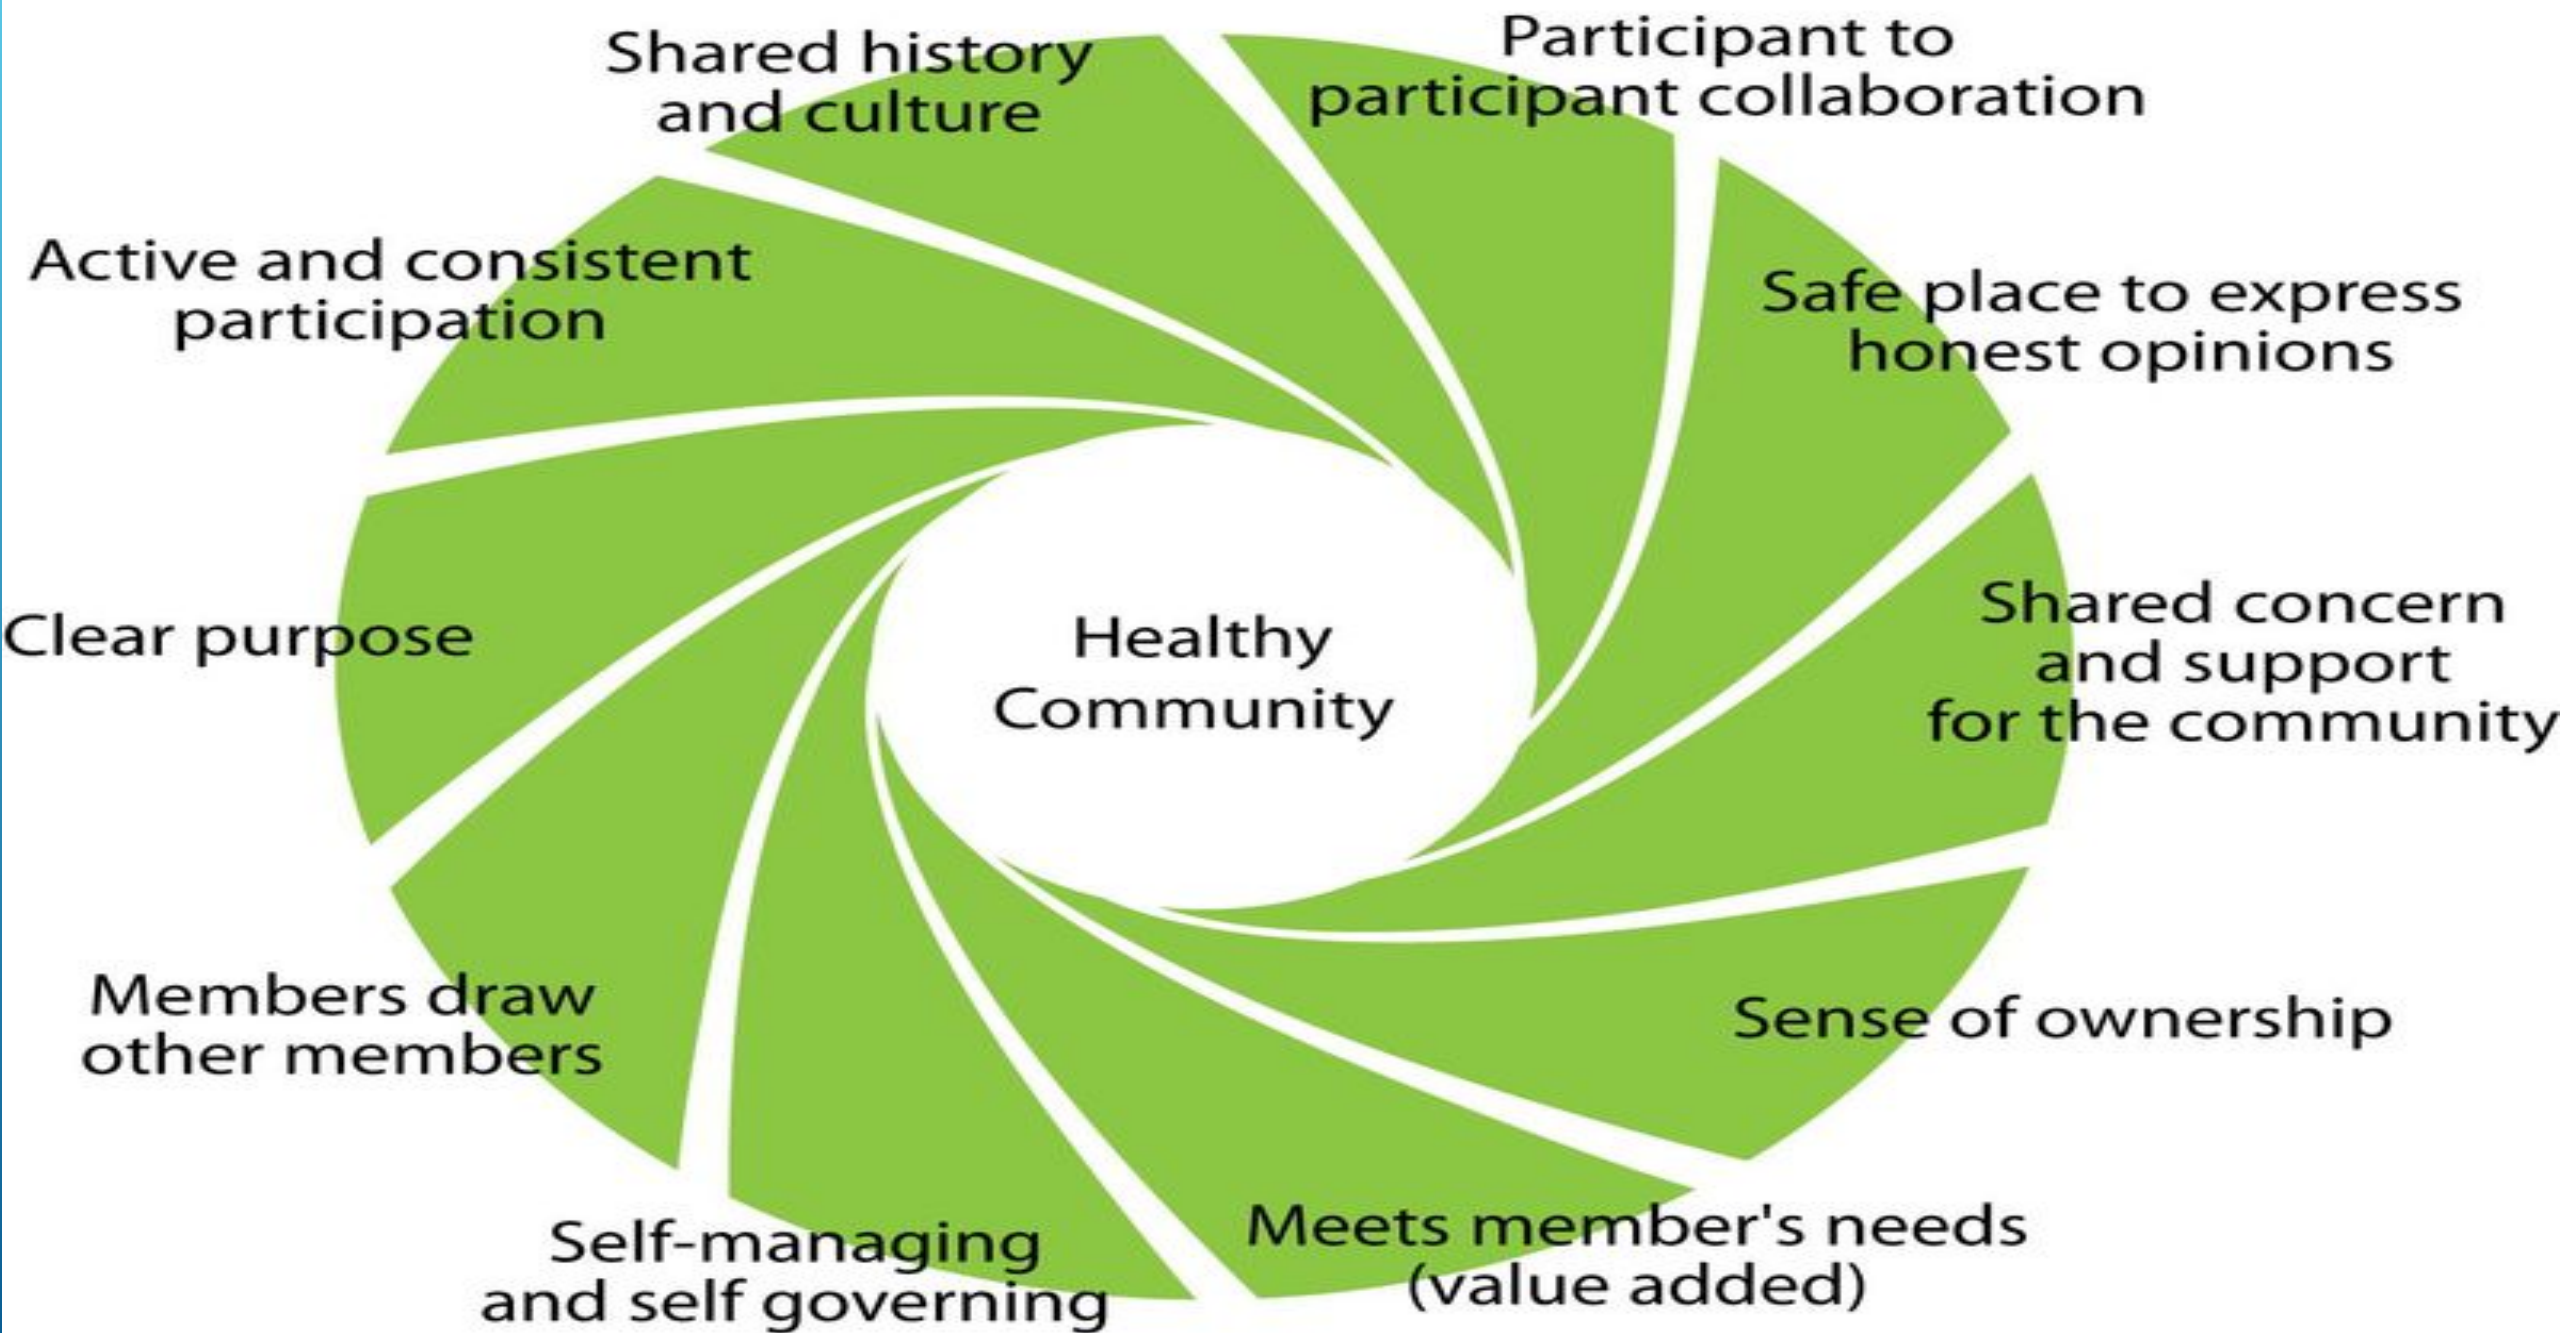 Shared history
and culture
Participant to
participant collaboration
Active and consistent
participation
Safe place to express
honest opinions
Clear purpose
Healthy
Community
Shared concern
and support
for the community
Members draw
other members
Sense of ownership
Self-managing
and self governing
Meets member's needs
(value added)